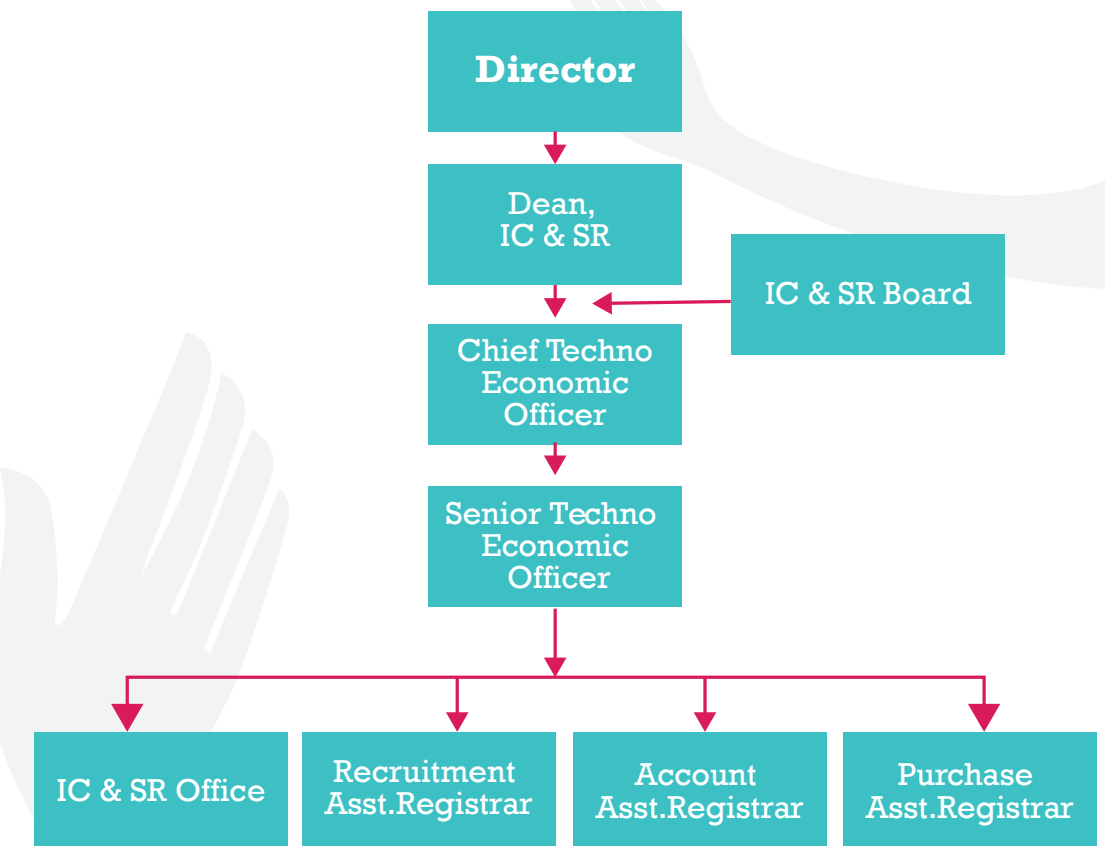 Director
Dean,
IC & SR
IC & SR Board
Chief Techno
Economic
Officer
Senior Techno
Economic
Officer
IC & SR Office
Recruitment
Asst.Registrar
Account
Asst.Registrar
Purchase
Asst.Registrar